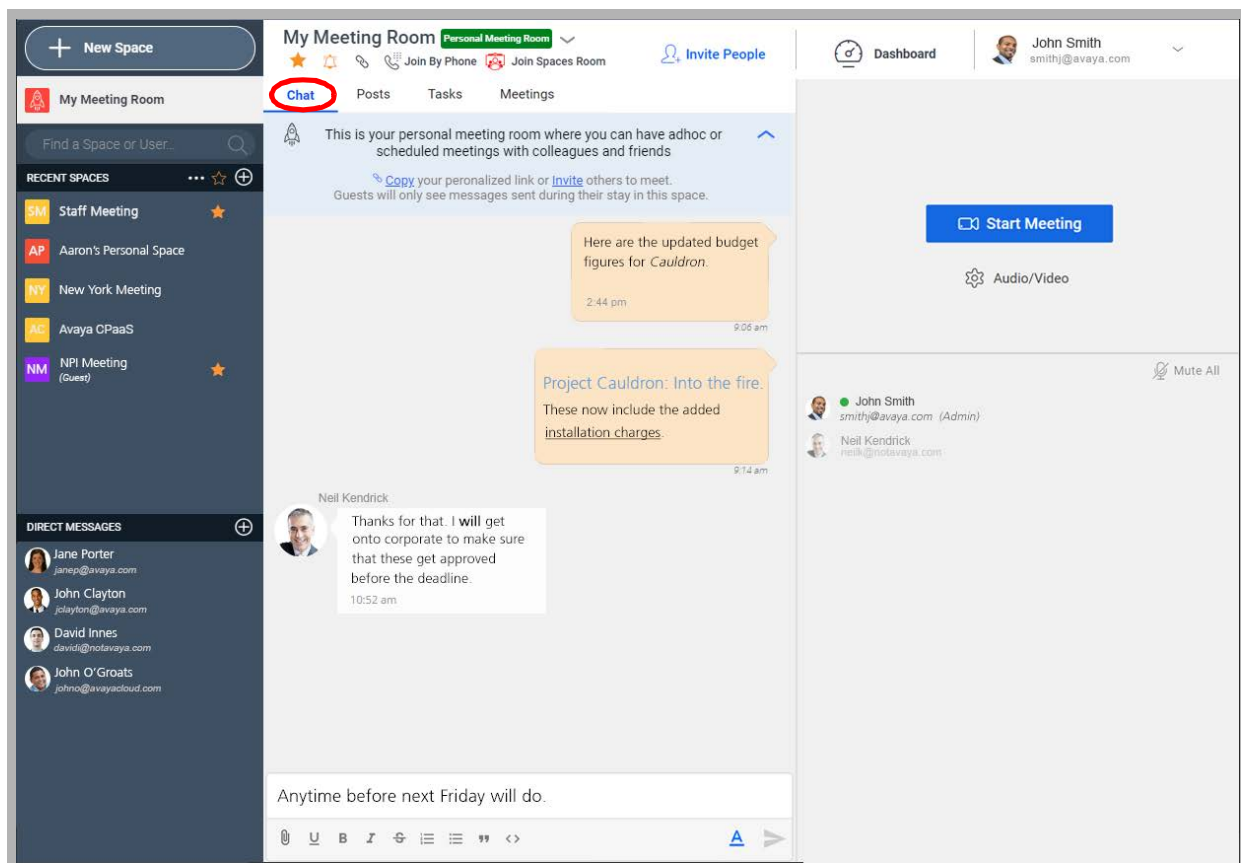 New Space
My Meeting Room
Find a Space or User..
RECENT SPACES
SM Staff Meeting
AP Aaron's Personal Space
NY New York Meeting
AC Avaya CPaaS
NM NPI Meeting
(Guest)
DIRECT MESSAGES
Jane Porter
janep@avaya.com
John Clayton
jclayton@avaya.com
David Innes
davidi@notavaya.com
John O'Groats
johno@avayacloud.com
My Meeting Room Personal Meeting Room
Join By Phone Join Spaces Room
Invite People
Chat Posts Tasks Meetings
This is your personal meeting room where you can have adhoc or
scheduled meetings with colleagues and friends
Copy your peronalized link or Invite others to meet.
Guests will only see messages sent during their stay in this space.
Here are the updated budget
figures for Cauldron.
2:44 pm
9:06 am
Project Cauldron: Into the fire.
These now include the added
installation charges.
9:14 am
Neil Kendrick
Thanks for that. I will get
onto corporate to make sure
that these get approved
before the deadline.
10:52 am
Anytime before next Friday will do.
U B I S A
Dashboard
John Smith
smithj@avaya.com
Start Meeting
Audio/Video
Mute All
John Smith
smithj@avaya.com (Admin)
Neil Kendrick
neilk@notavaya.com